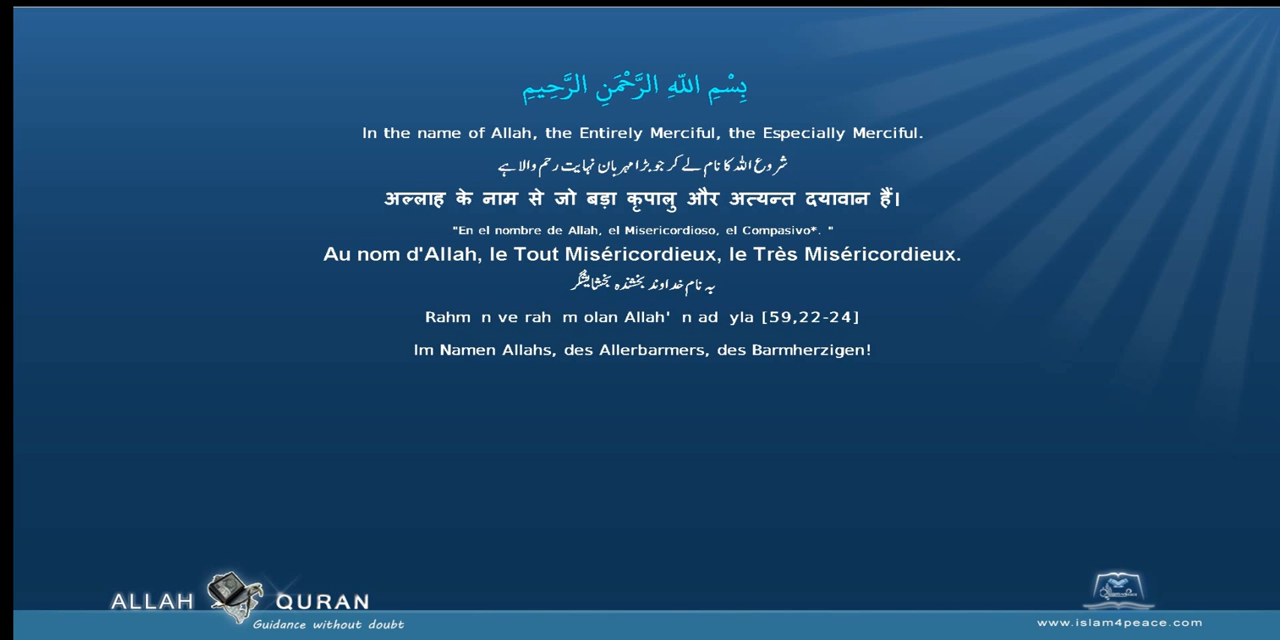 بِسْمِ اللَّهِ الرَّحْمَنِ الرَّحِيمِ
In the name of Allah, the Entirely Merciful, the Especially Merciful.
شروع الله کا نام لے کر جو بڑا مہربان نہایت رحم والا ہے
अल्लाह के नाम से जो बड़ा कृपालु और अत्यन्त दयावान हैं।
"En el nombre de Allah, el Misericordioso, el Compasivo*. "
Au nom d'Allah, le Tout Miséricordieux, le Très Miséricordieux.
به نام خداوند بخشنده بخشایشگر
Rahm n ve rah m olan Allah' n ad yla [59,22-24]
Im Namen Allahs, des Allerbarmers, des Barmherzigen!
ALLAH QURAN
Guidance without doubt
www.islam4peace.com